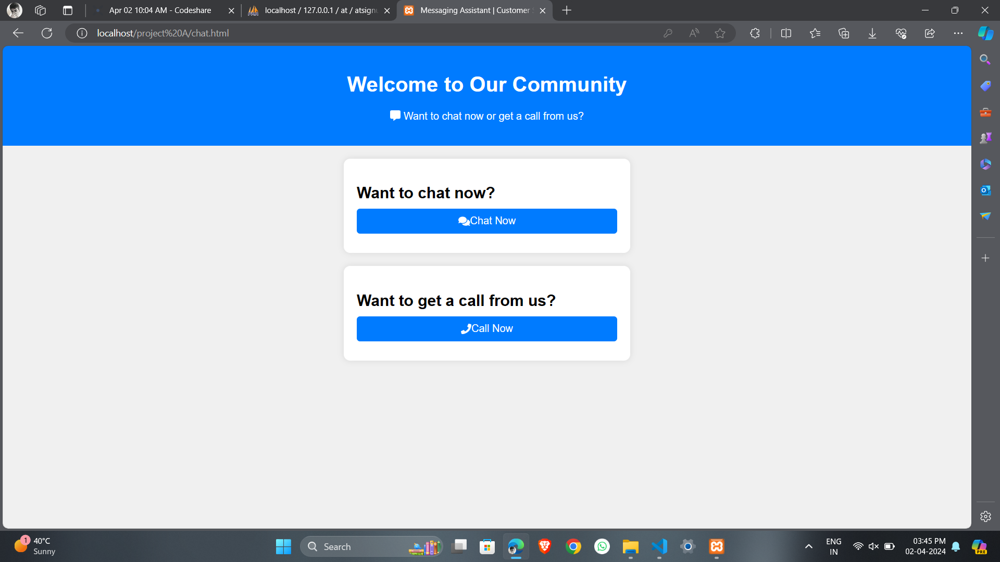 Apr 02 10:04 AM - Codeshare
localhost / 127.0.0.1 / at / atsignu
Messaging Assistant | Customer S
localhost/project%20A/chat.html
Welcome to Our Community
Want to chat now or get a call from us?
Want to chat now?
Chat Now
Want to get a call from us?
Call Now
1
40°C
Sunny
Search
ENG
IN
03:45 PM
02-04-2024
PRE